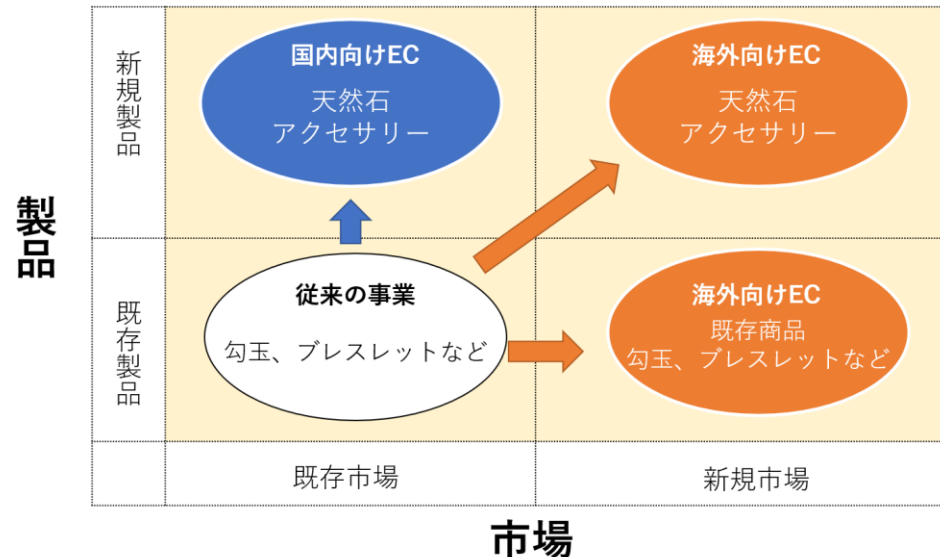 国内向けEC
天然石
アクセサリー
海外向けEC
天然石
アクセサリー
新規製品
製品
従来の事業
勾玉、ブレスレットなど
海外向けEC
既存商品
勾玉、ブレスレットなど
既存製品
既存市場
新規市場
市場